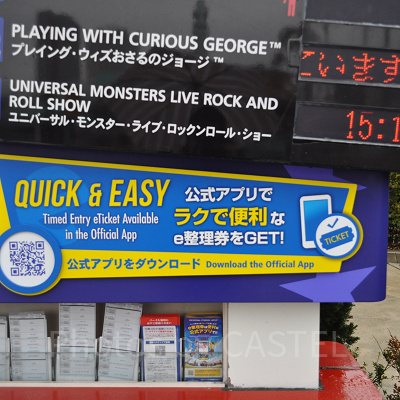 PLAYING WITH CURIOUS GEORGE™
プレイング・ウィズおさるのジョージ™
ています
UNIVERSAL MONSTERS LIVE ROCK AND
ROLL SHOW
ユニバーサル・モンスター・ライブ・ロックンロール・ショー
15:1
QUICK & EASY
Timed Entry eTicket Available
in the Official App
公式アプリで
ラクで便利な
e整理券をGET!
TICKET
公式アプリをダウンロード Download the Official App
Photo by CASTEL